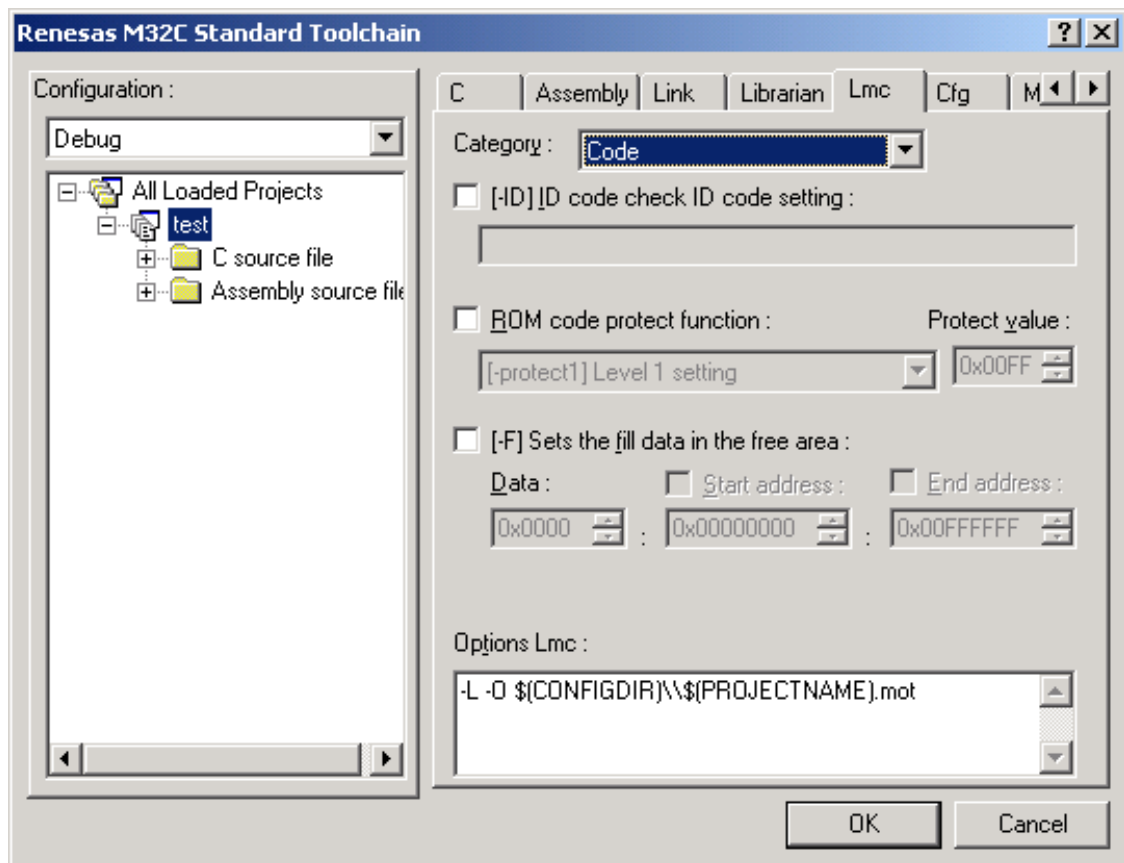 Renesas M32C Standard Toolchain
Configuration :
Debug
All Loaded Projects
test
C source file
Assembly source file
C Assembly Link Librarian Lmc Cfg M
Category : Code
[-ID] ID code check ID code setting :
ROM code protect function : Protect value :
[-protect1] Level 1 setting 0x00FF
[-F] Sets the fill data in the free area :
Data : Start address : End address :
0x0000 : 0x00000000 : 0x00FFFFFF
Options Lmc :
-L -O $(CONFIGDIR)\\$(PROJECTNAME).mot
OK Cancel